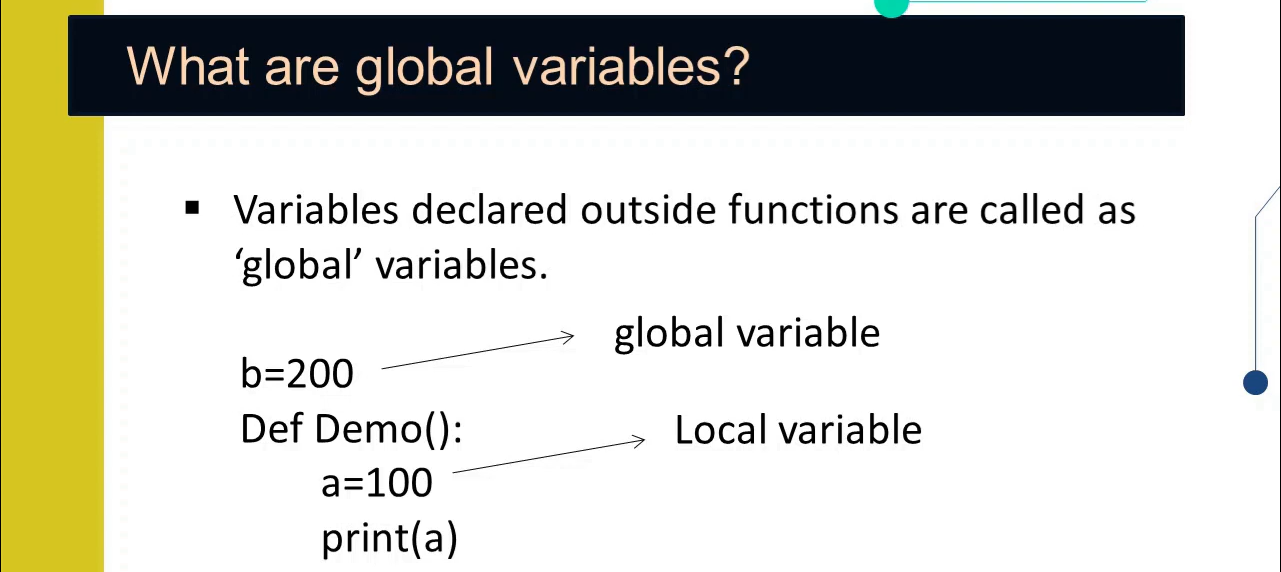 What are global variables?
▪ Variables declared outside functions are called as
‘global’ variables.
global variable
b=200
Def Demo():
Local variable
a=100
print(a)